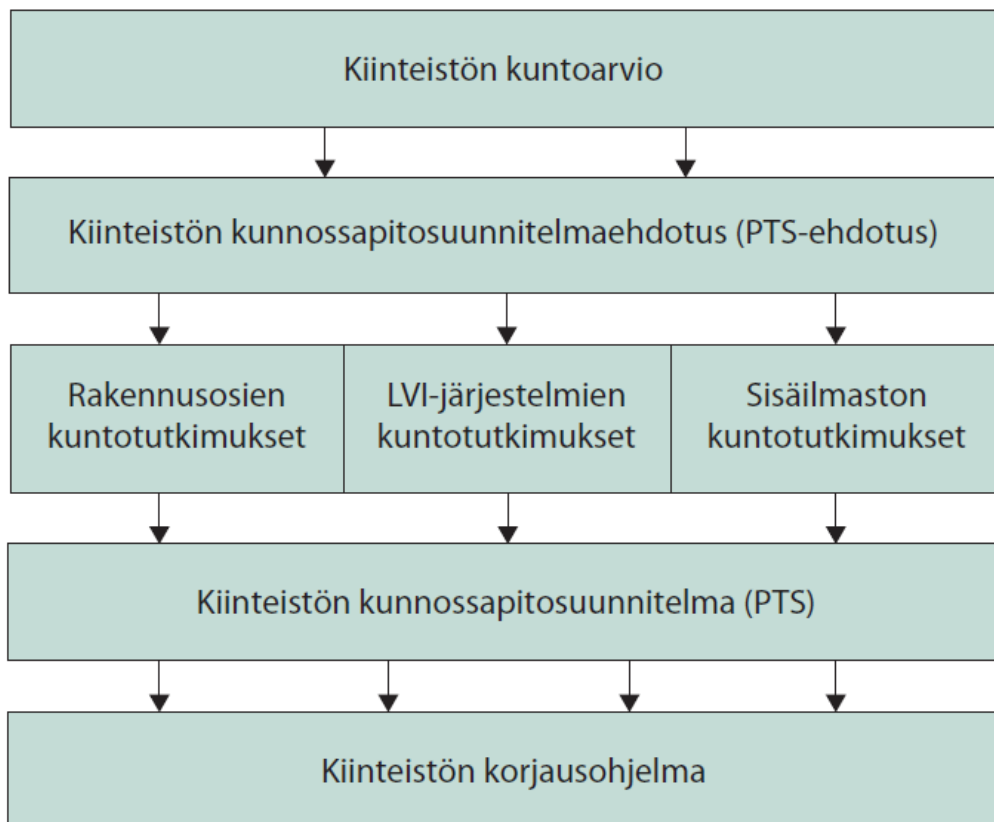 Kiinteistön kuntoarvio
Kiinteistön kunnossapitosuunnitelmaehdotus (PTS-ehdotus)
Rakennusosien
kuntotutkimukset
LVI-järjestelmien
kuntotutkimukset
Sisäilmaston
kuntotutkimukset
Kiinteistön kunnossapitosuunnitelma (PTS)
Kiinteistön korjausohjelma